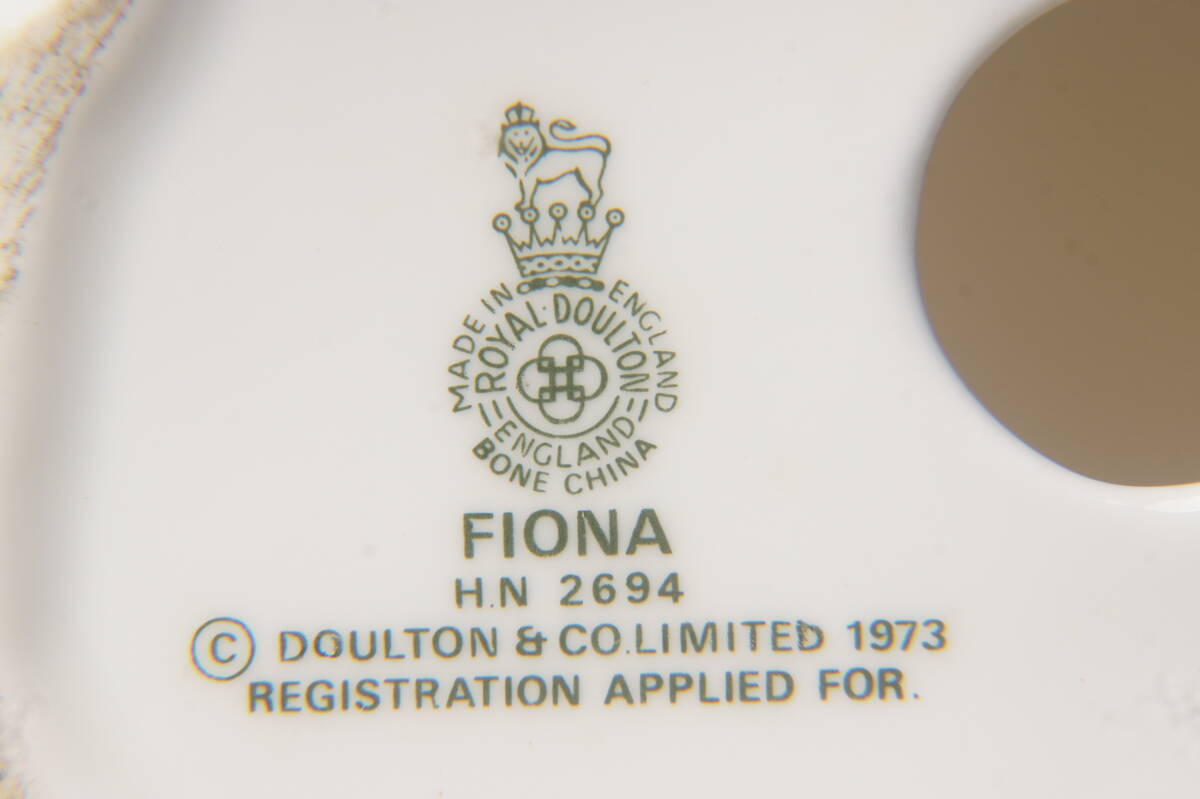 MADE IN ENGLAND
ROYAL·DOULTON
ENGLAND
BONE CHINA
FIONA
H.N 2694
© DOULTON & CO.LIMITED 1973
REGISTRATION APPLIED FOR.